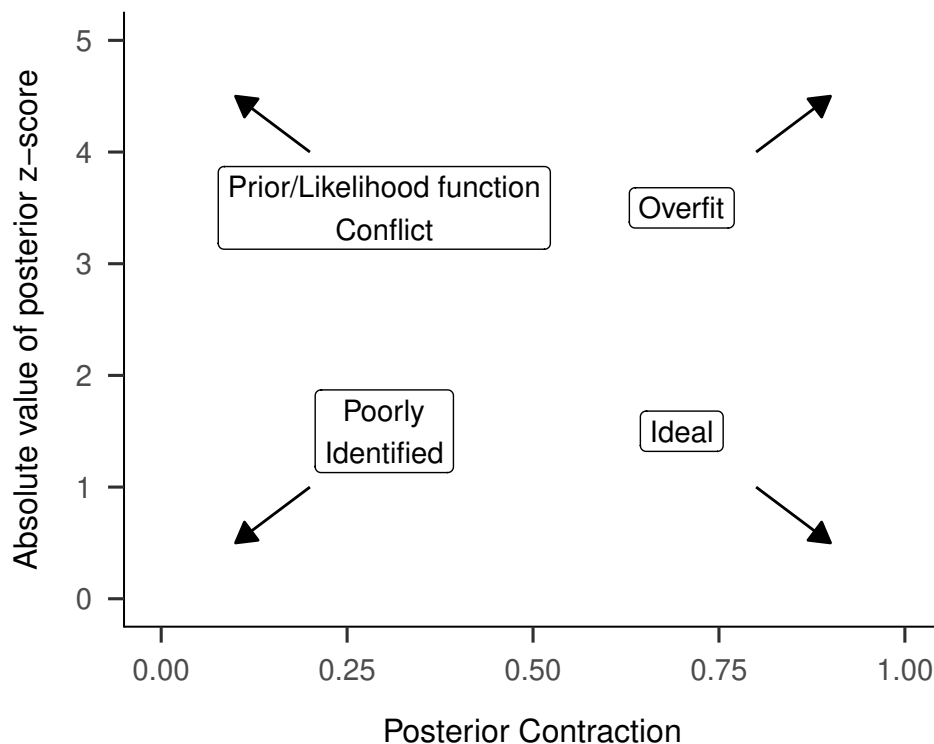 Absolute value of posterior z−score
5
4
3
2
1
0
Prior/Likelihood function
Conflict
Overfit
Poorly
Identified
Ideal
0.00
0.25
0.50
0.75
1.00
Posterior Contraction